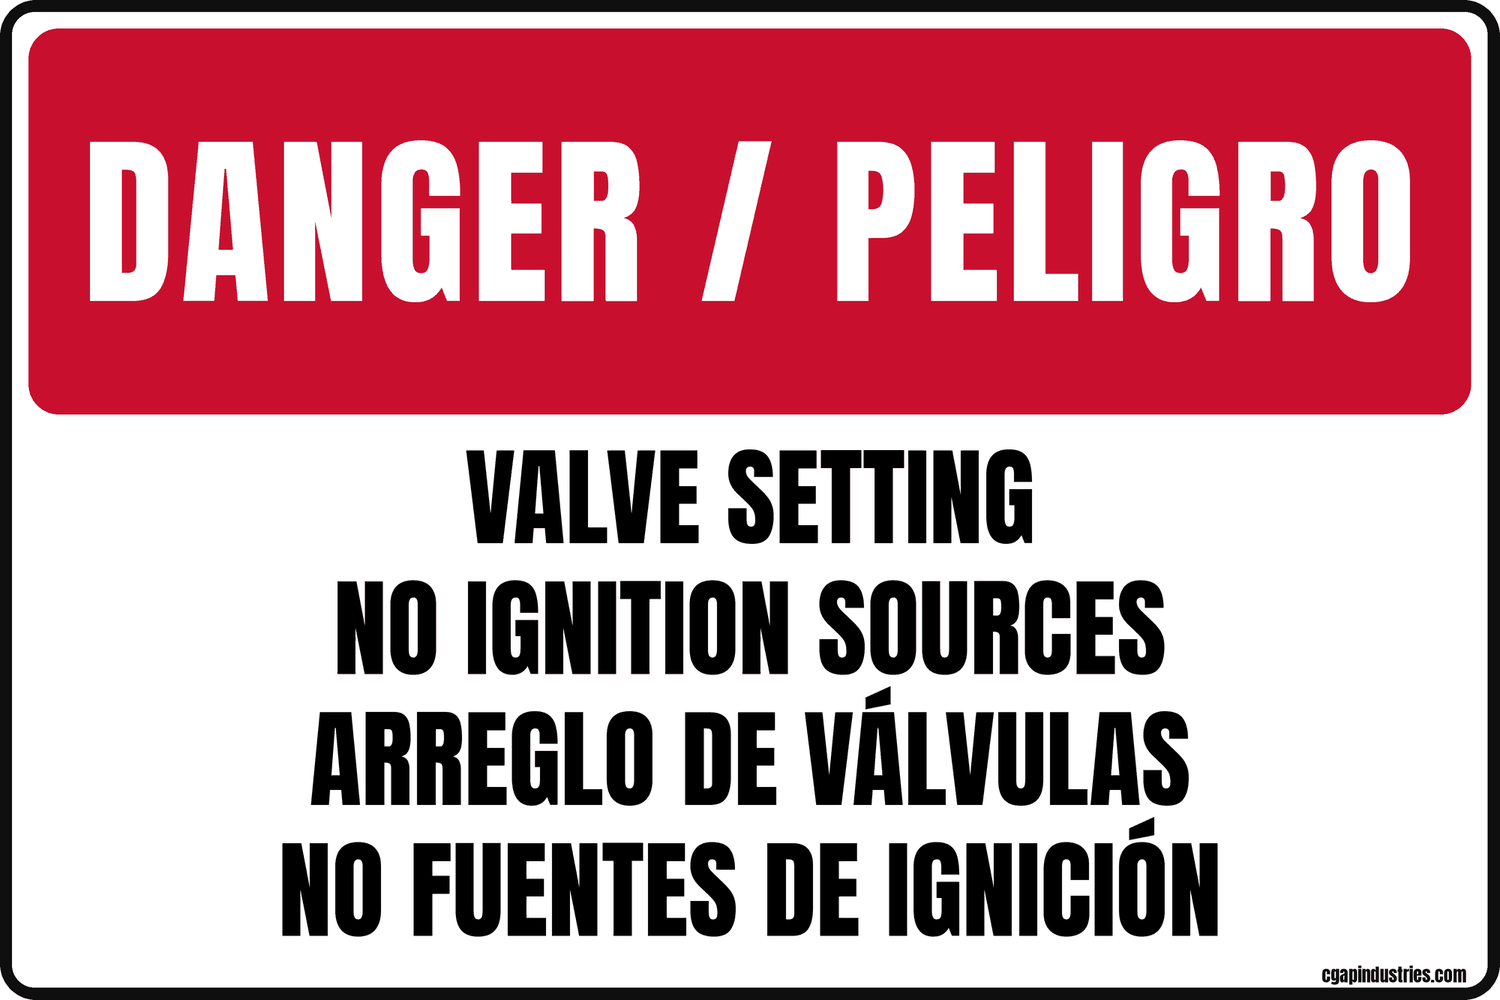 DANGER / PELIGRO
VALVE SETTING
NO IGNITION SOURCES
ARREGLO DE VÁLVULAS
NO FUENTES DE IGNICIÓN
cgapindustries.com